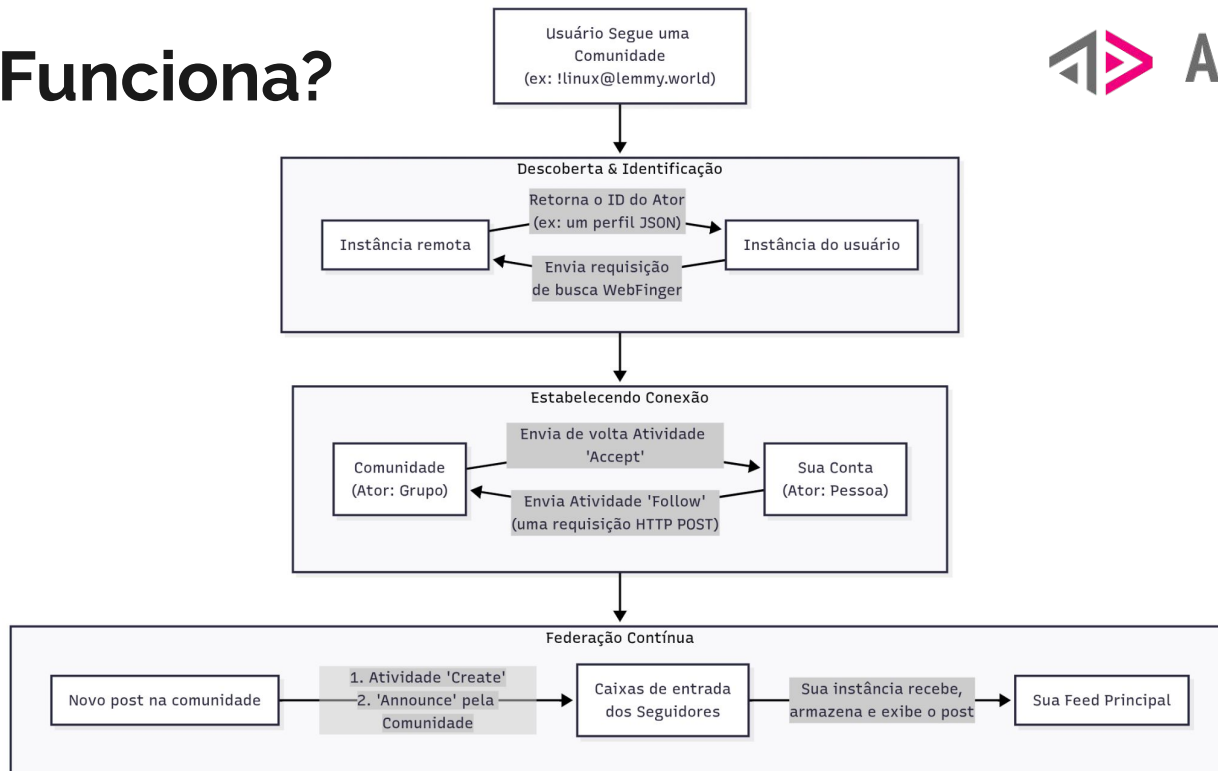 Funciona?
A
Usuário Segue uma
Comunidade
(ex: !linux@lemmy.world)
Descoberta & Identificação
Retorna o ID do Ator
(ex: um perfil JSON)
Instância remota
Instância do usuário
Envia requisição
de busca WebFinger
Estabelecendo Conexão
Envia de volta Atividade
'Accept'
Comunidade
(Ator: Grupo)
Sua Conta
(Ator: Pessoa)
Envia Atividade 'Follow'
(uma requisição HTTP POST)
Federação Contínua
Novo post na comunidade
1. Atividade 'Create'
2. 'Announce' pela
Comunidade
Caixas de entrada
dos Seguidores
Sua instância recebe,
armazena e exibe o post
Sua Feed Principal